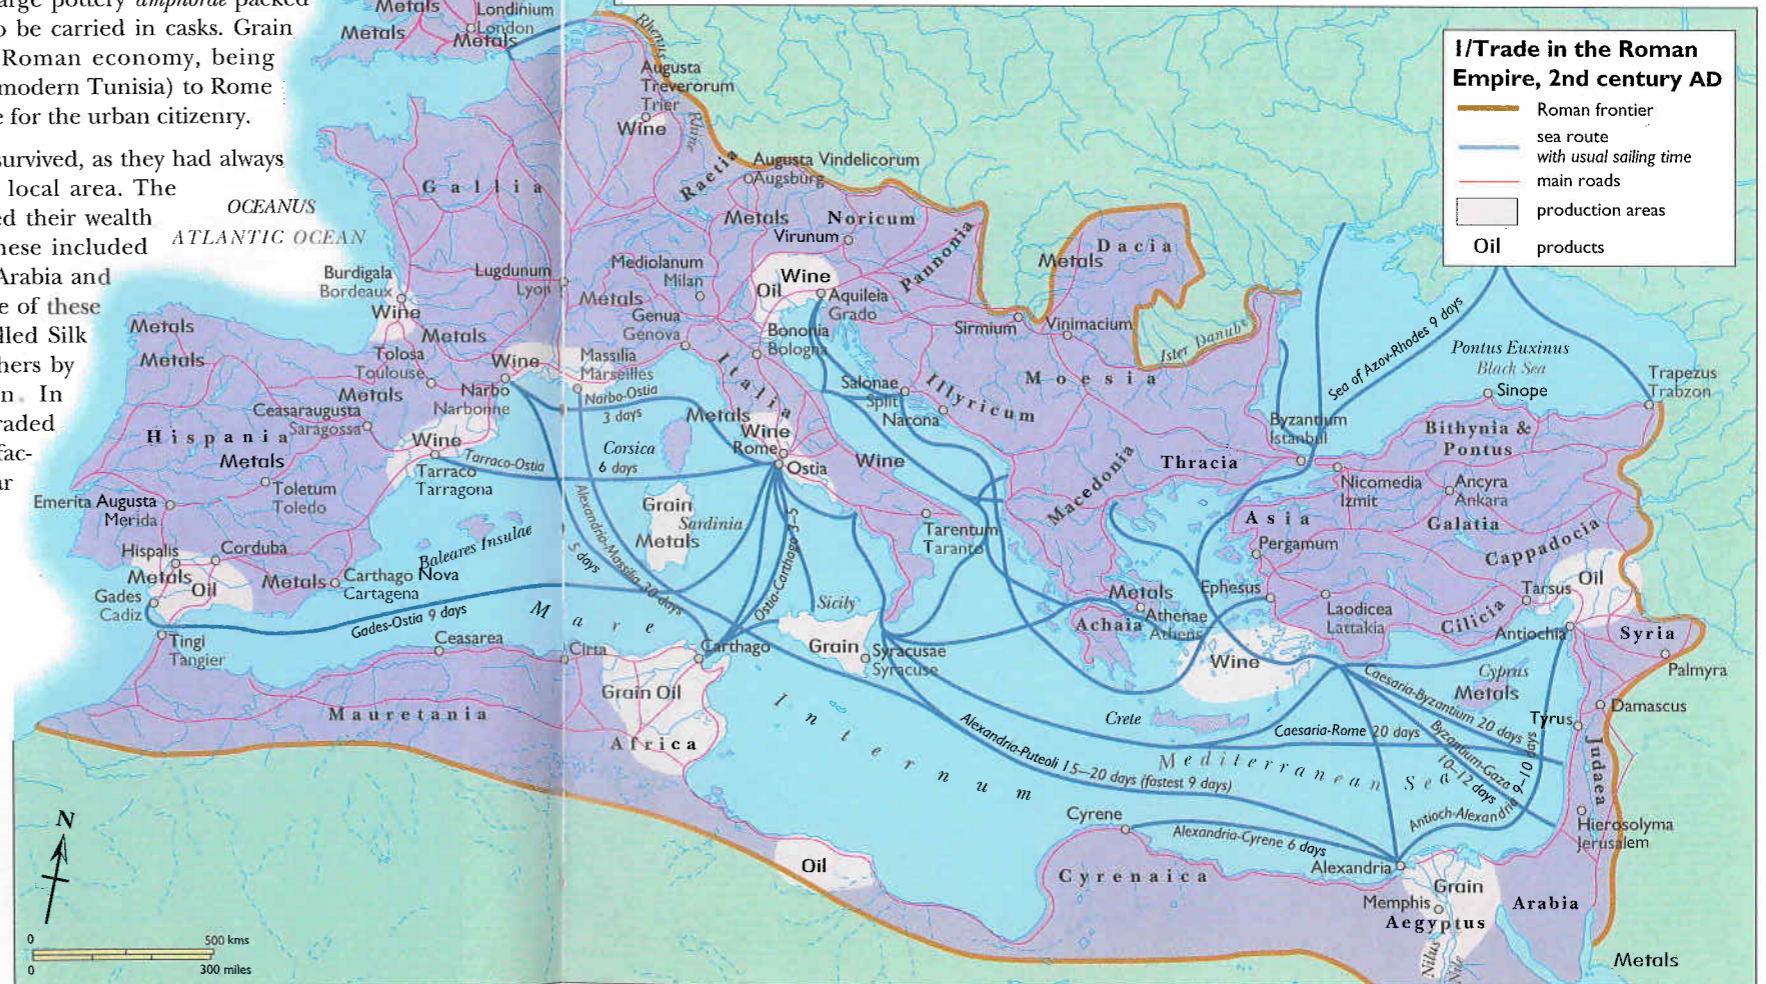 large pottery amphorae packed
to be carried in casks. Grain
Roman economy, being
modern Tunisia) to Rome
for the urban citizenry.
survived, as they had always
local area. The
their wealth
these included
Arabia and
of these
Silk
by
In
1/Trade in the Roman
Empire, 2nd century AD
Roman frontier
sea route
with usual sailing time
main roads
production areas
Oil products
OCEANUS
ATLANTIC OCEAN
Metals
Londinium
London
Metals
Metals
Rhenus
Rhine
Augusta
Treverorum
Trier
Wine
Gallia
Raetia
Augusta Vindelicorum
Augsburg
Metals
Noricum
Virunum
Pannonia
Dacia
Metals
Burdigala
Bordeaux
Wine
Lugdunum
Lyon
Mediolanum
Milan
Metals
Genua
Genova
Wine
Oil
Aquileia
Grado
Bononia
Bologna
Sirmium
Viminacium
Ister Danube
Metals
Metals
Metals
Tolosa
Toulouse
Metals
Wine
Massilia
Marseilles
Narbo
Narbonne
Narbo-Ostia
3 days
Italia
Salonae
Split
Illyricum
Narona
Moesia
Sea of Azov-Rhodes 9 days
Pontus Euxinus
Black Sea
Trapezus
Trabzon
Sinope
Ceasaraugusta
Saragossa
Hispania
Metals
Wine
Tarraco
Tarragona
Tarraco-Ostia
6 days
Corsica
Metals
Wine
Rome
Ostia
Wine
Macedonia
Thracia
Byzantium
Istanbul
Bithynia &
Pontus
Nicomedia
Izmit
Ancyra
Ankara
Emerita Augusta
Merida
Toletum
Toledo
Grain
Sardinia
Metals
Tarentum
Taranto
Asia
Pergamum
Galatia
Cappadocia
Hispalis
Corduba
Metals
Oil
Metals
Carthago Nova
Cartagena
Baleares Insulae
Alexandria-Massilia 20 days
5 days
Ostia-Carthago 3-5
Gades
Cadiz
Gades-Ostia 9 days
Tingi
Tangier
Mare
Internum
Mediterranean Sea
Ceasarea
Cirta
Carthago
Sicily
Grain
Syracusae
Syracuse
Metals
Athenae
Athens
Achaia
Ephesus
Laodicea
Lattakia
Tarsus
Oil
Cilicia
Antiochia
Syria
Palmyra
Wine
Cyprus
Metals
Mauretania
Grain Oil
Africa
Crete
Caesaria-Byzantium 20 days
Caesaria-Rome 20 days
Byzantium-Gaza
10–12 days
Tyrus
Damascus
Judaea
Alexandria-Puteoli 15–20 days (fastest 9 days)
Antioch-Alexandria 9–10 days
Cyrene
Alexandria-Cyrene 6 days
Alexandria
Hierosolyma
Jerusalem
Oil
Cyrenaica
Grain
Memphis
Aegyptus
Arabia
Nilus
Nile
Metals
N
0 500 kms
0 300 miles